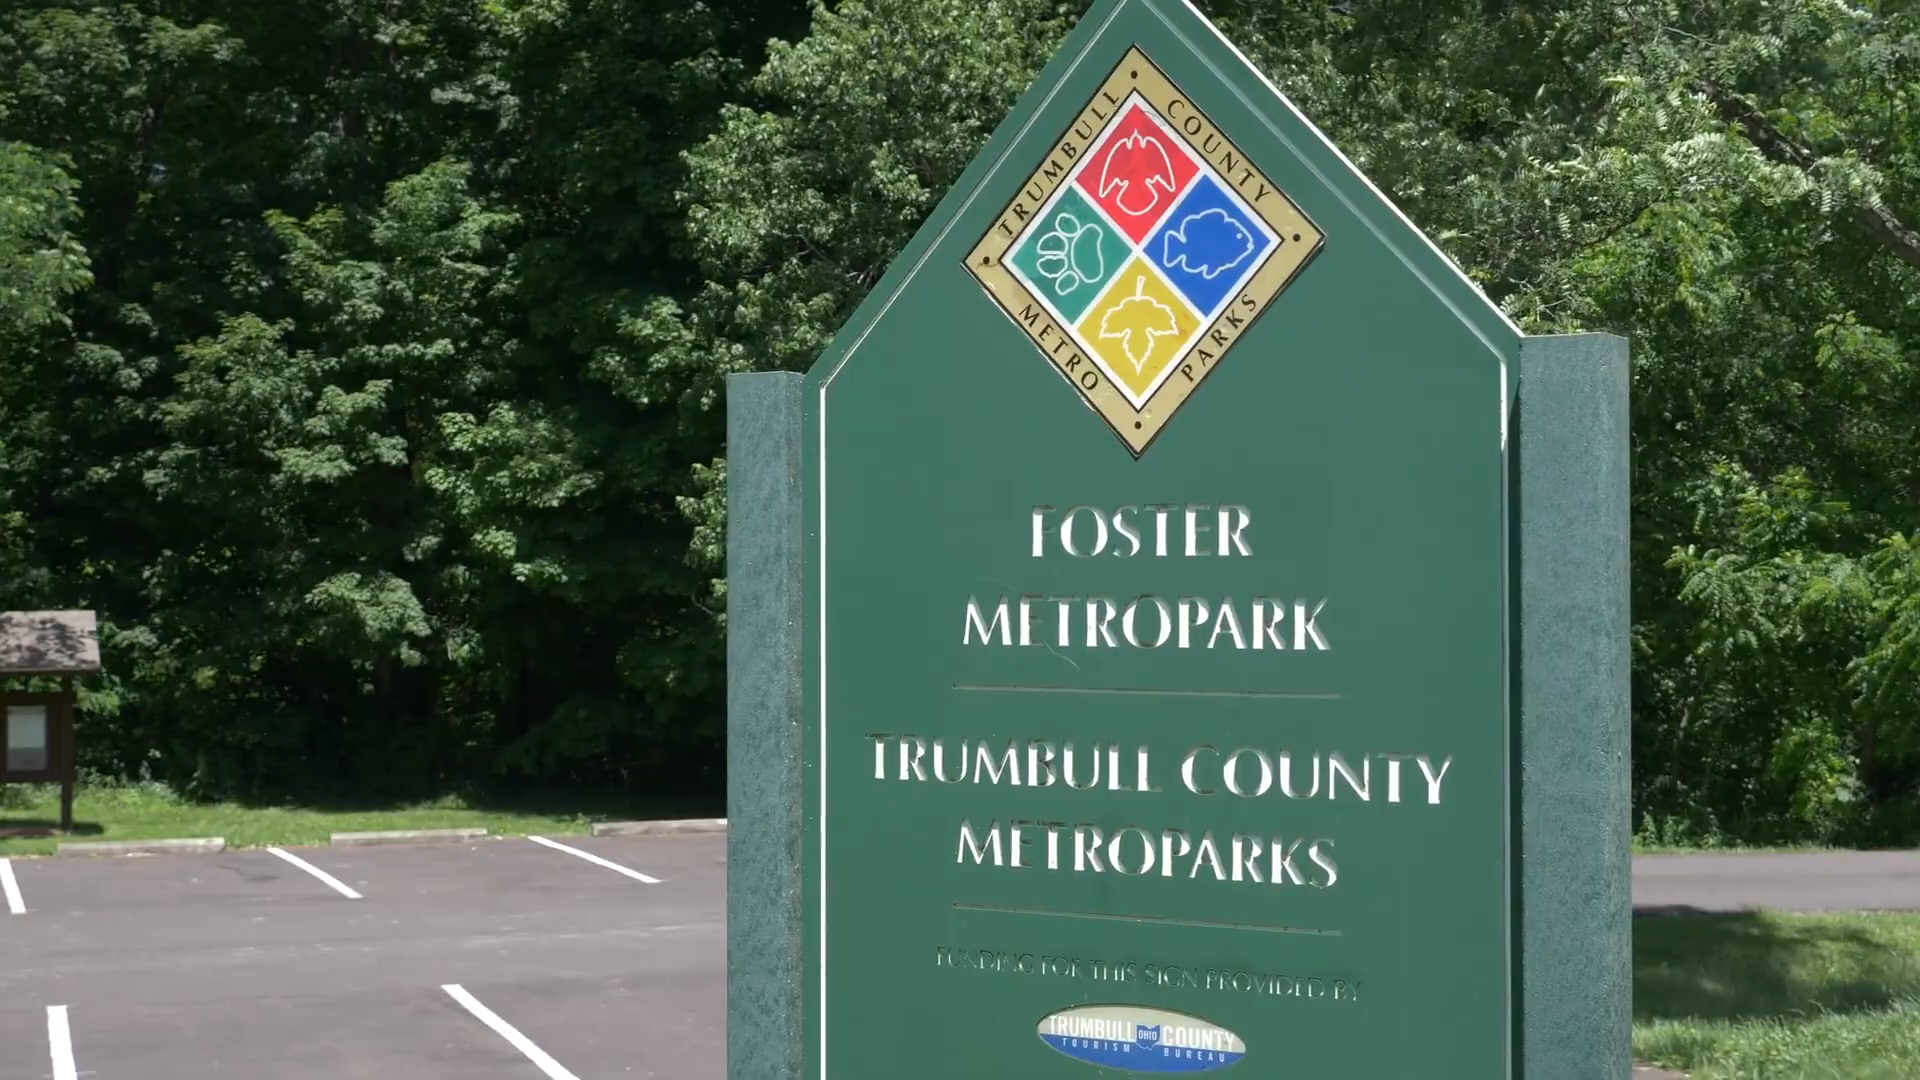 TRUMBULL COUNTY
METRO PARKS
FOSTER
METROPARK
TRUMBULL COUNTY
METROPARKS
FUNDING FOR THIS SIGN PROVIDED BY
TRUMBULL OHIO COUNTY
TOURISM BUREAU